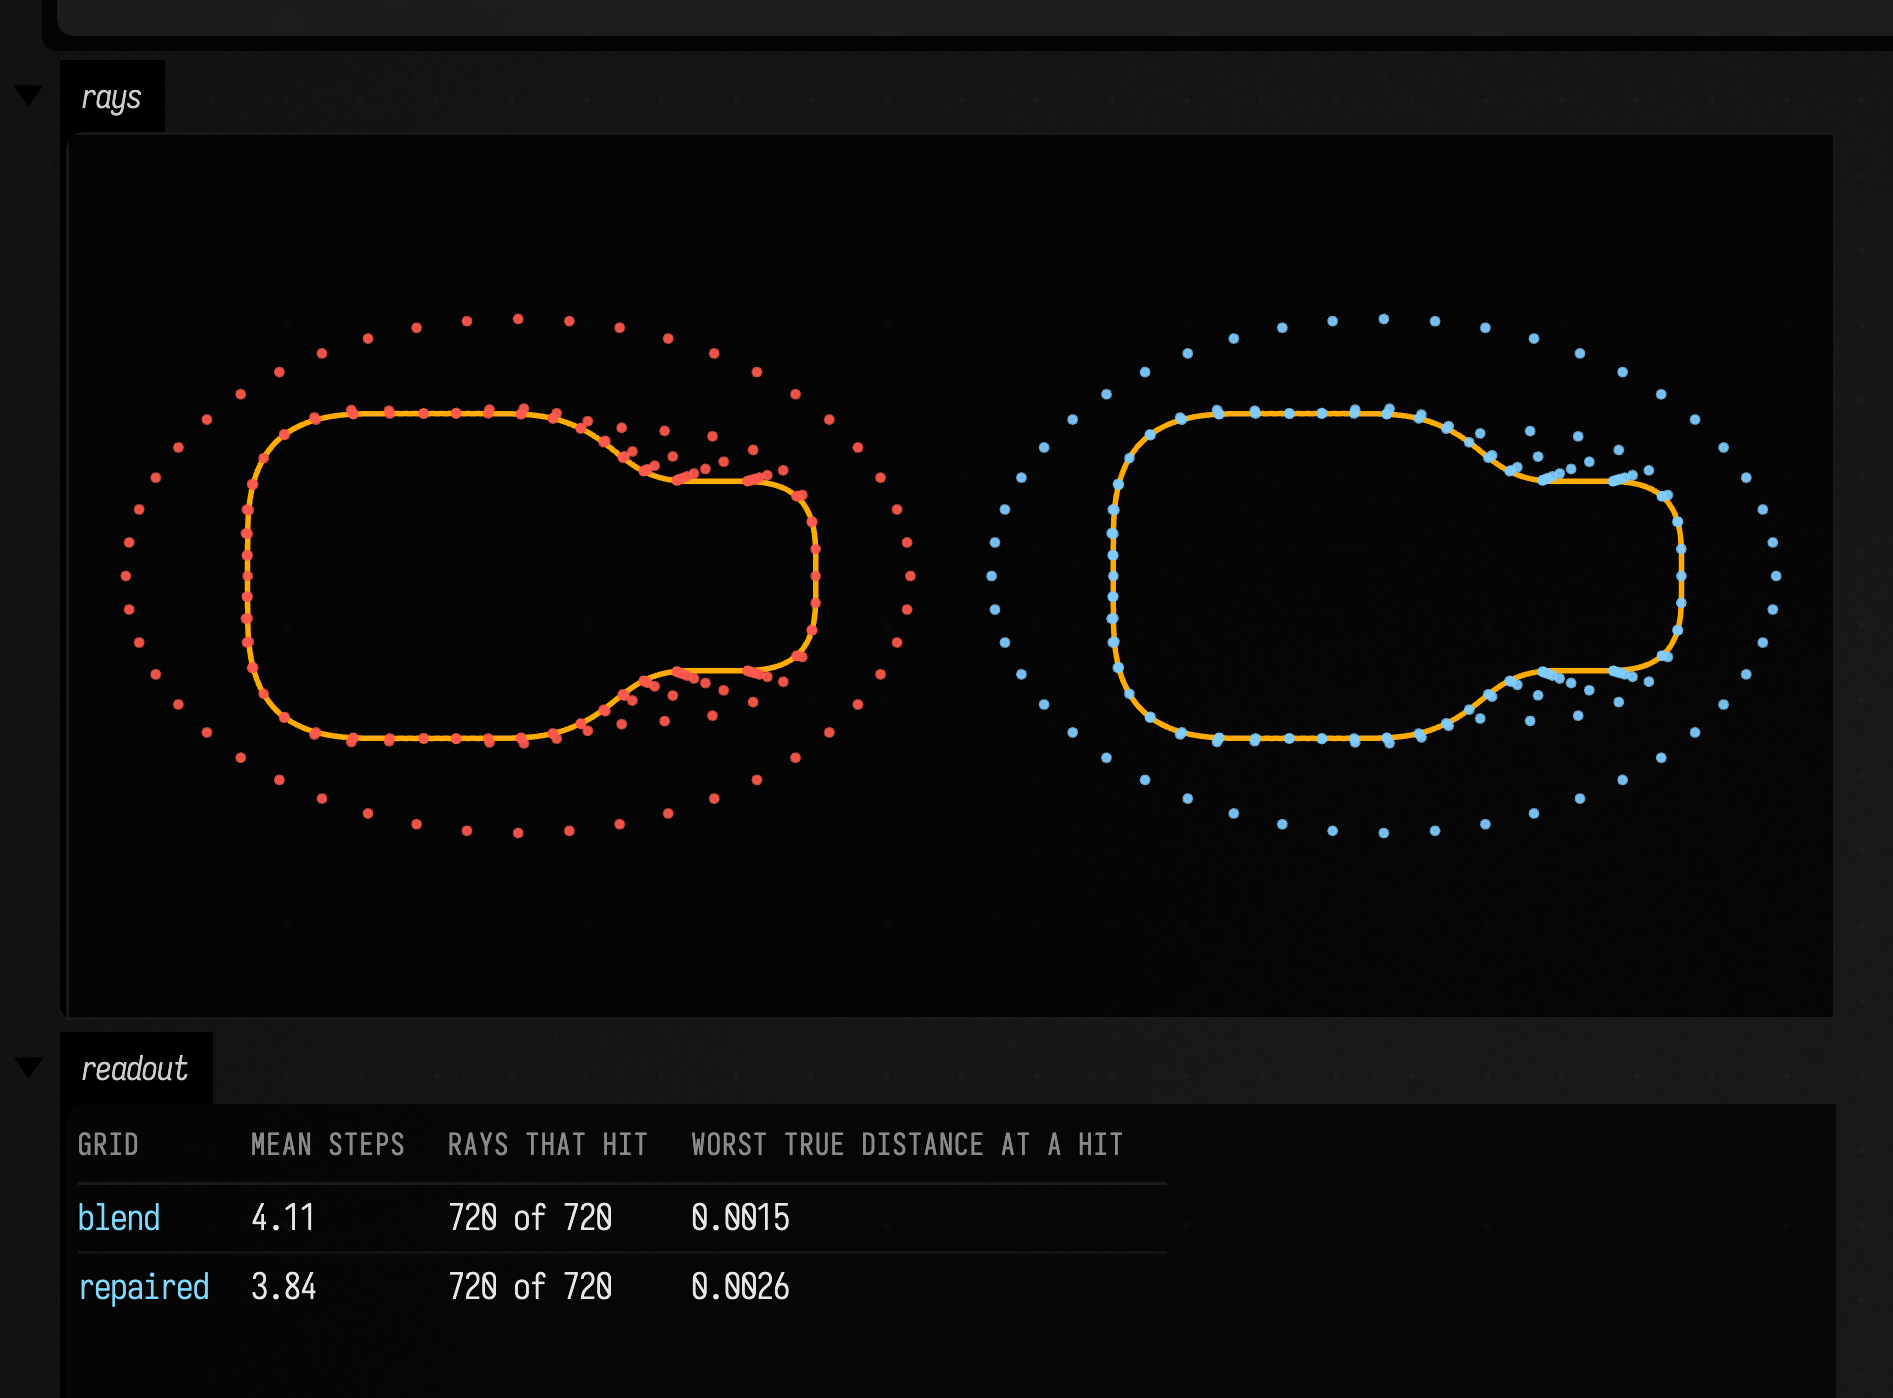 rays
readout
GRID MEAN STEPS RAYS THAT HIT WORST TRUE DISTANCE AT A HIT
blend 4.11 720 of 720 0.0015
repaired 3.84 720 of 720 0.0026